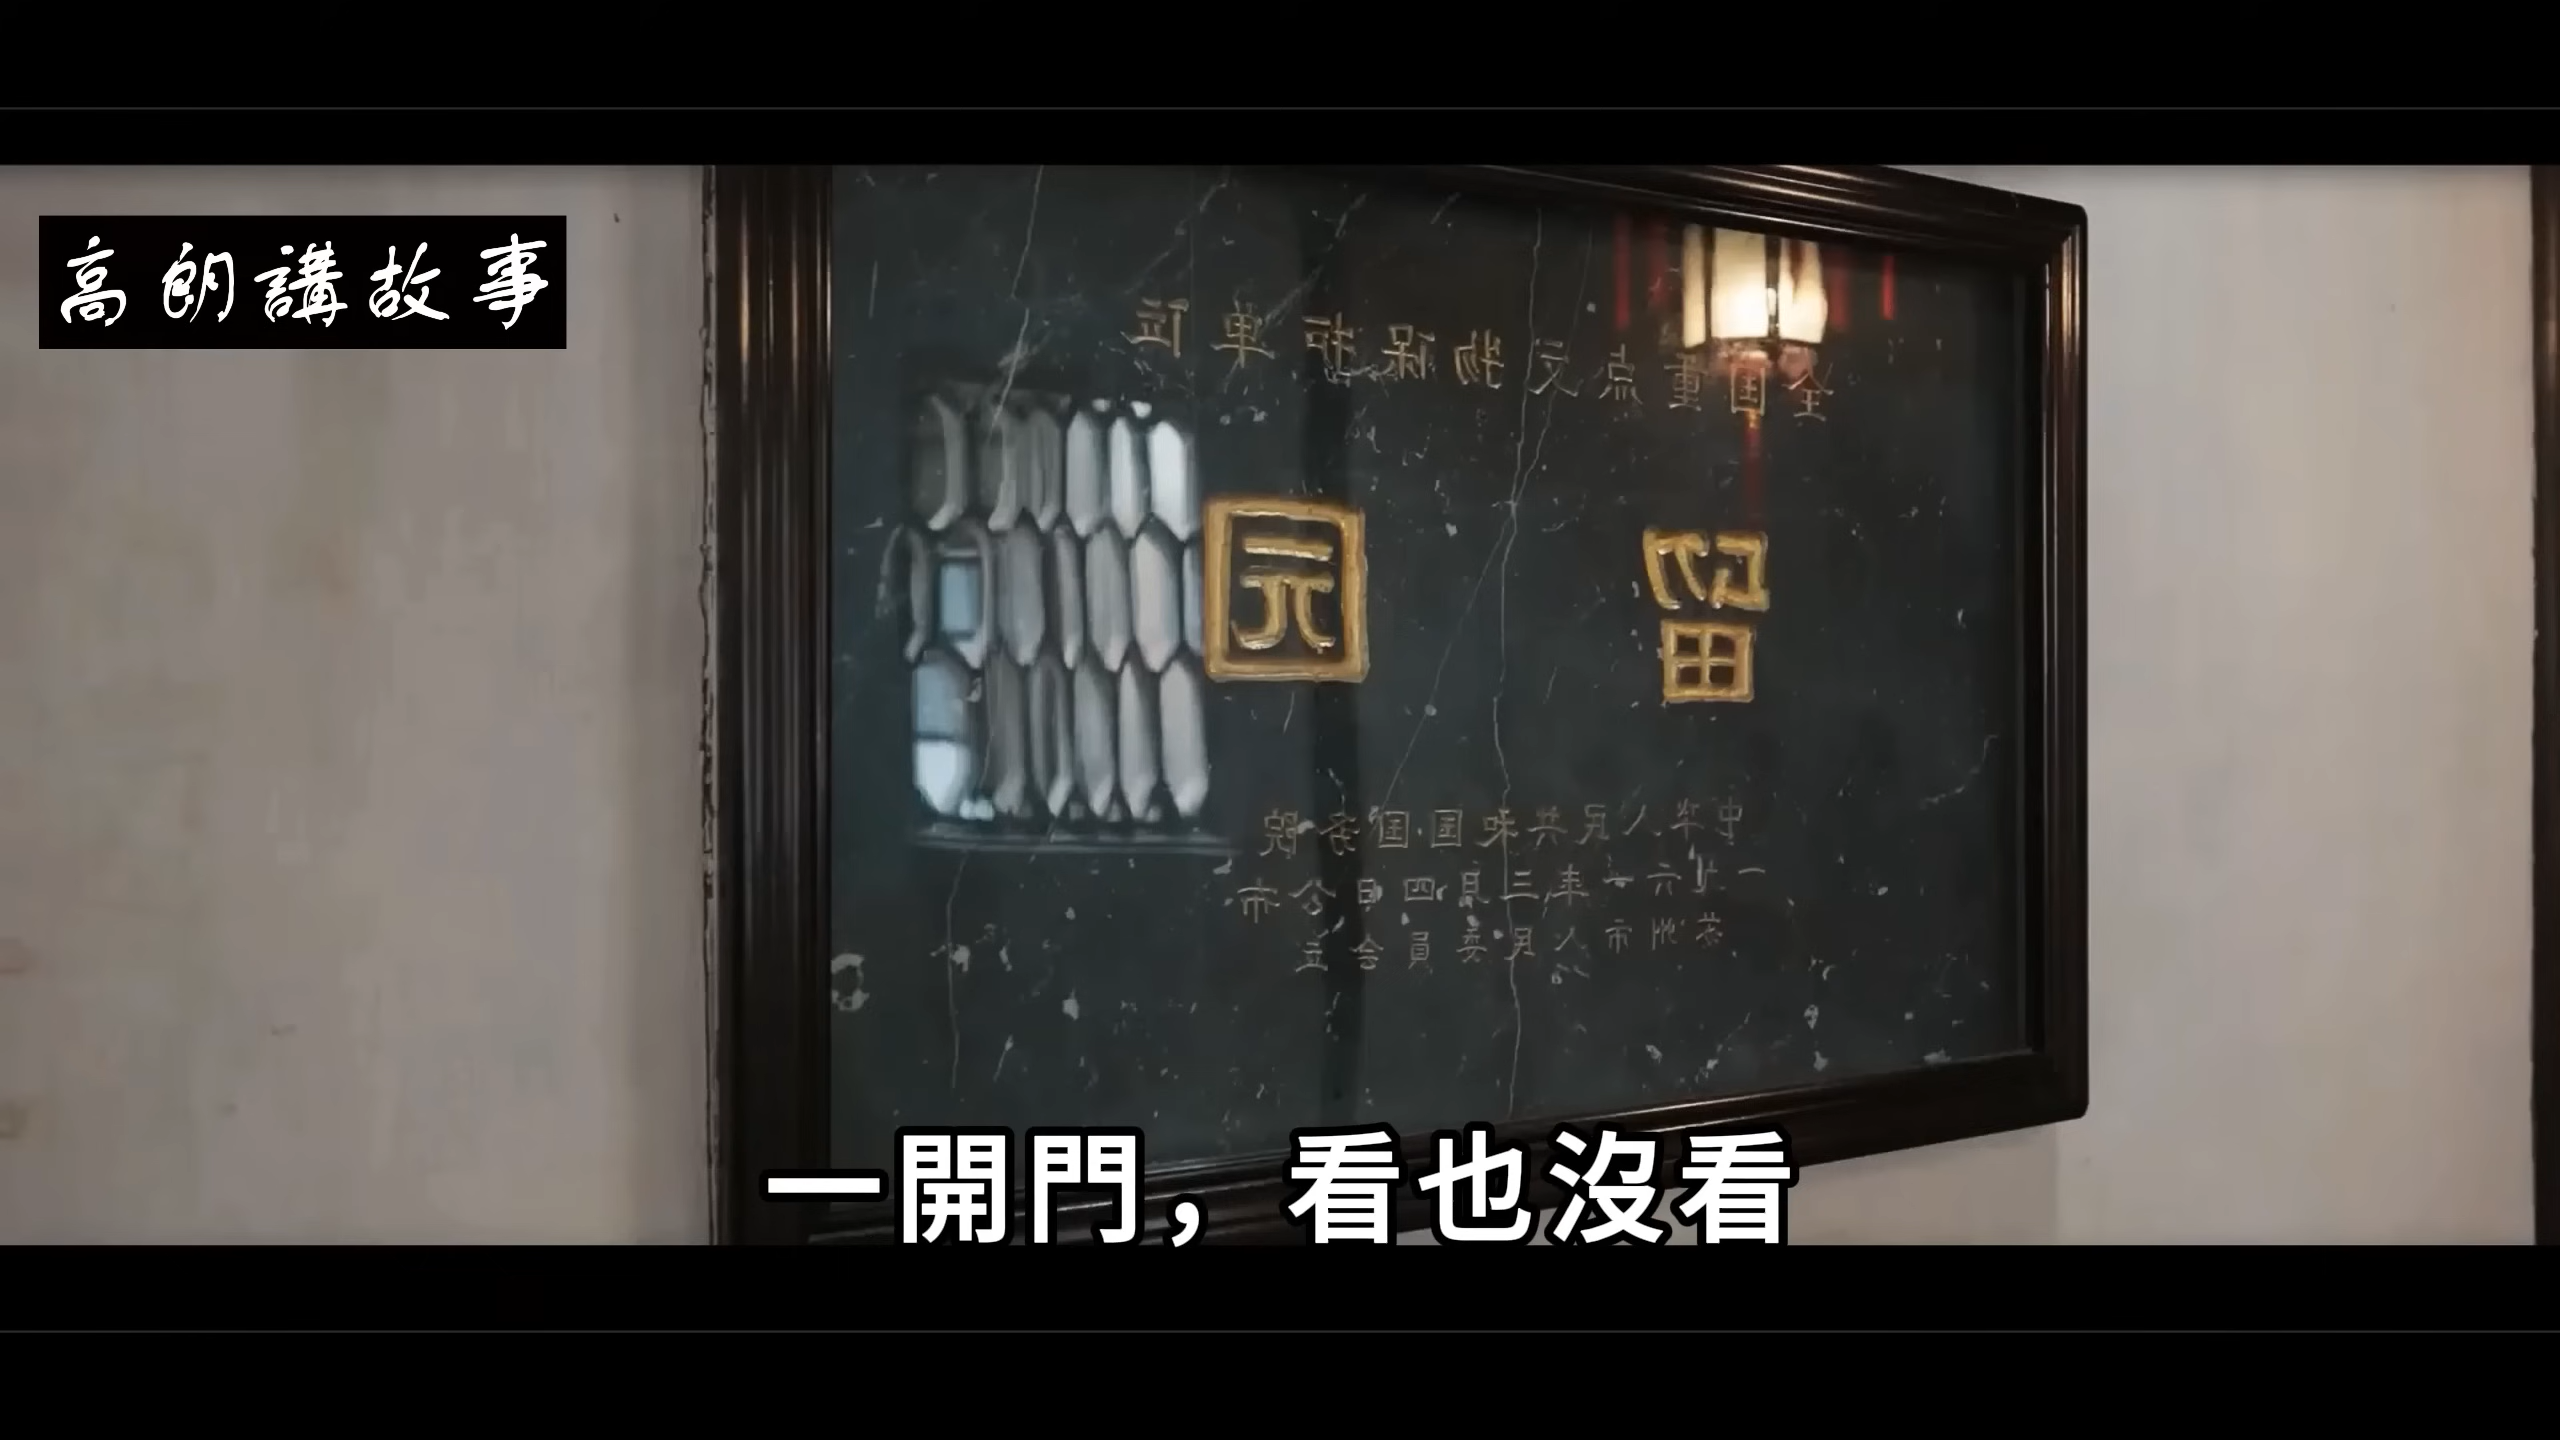 高朗講故事
全国重点文物保护单位
留园
中华人民共和国国务院
一九六一年三月四日公布
苏州市人民委員会立
一開門，看也沒看